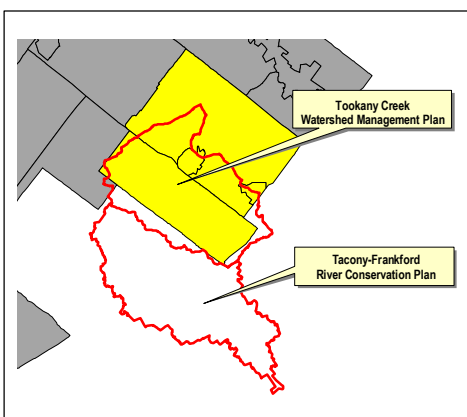 Tookany Creek
Watershed Management Plan
Tacony-Frankford
River Conservation Plan